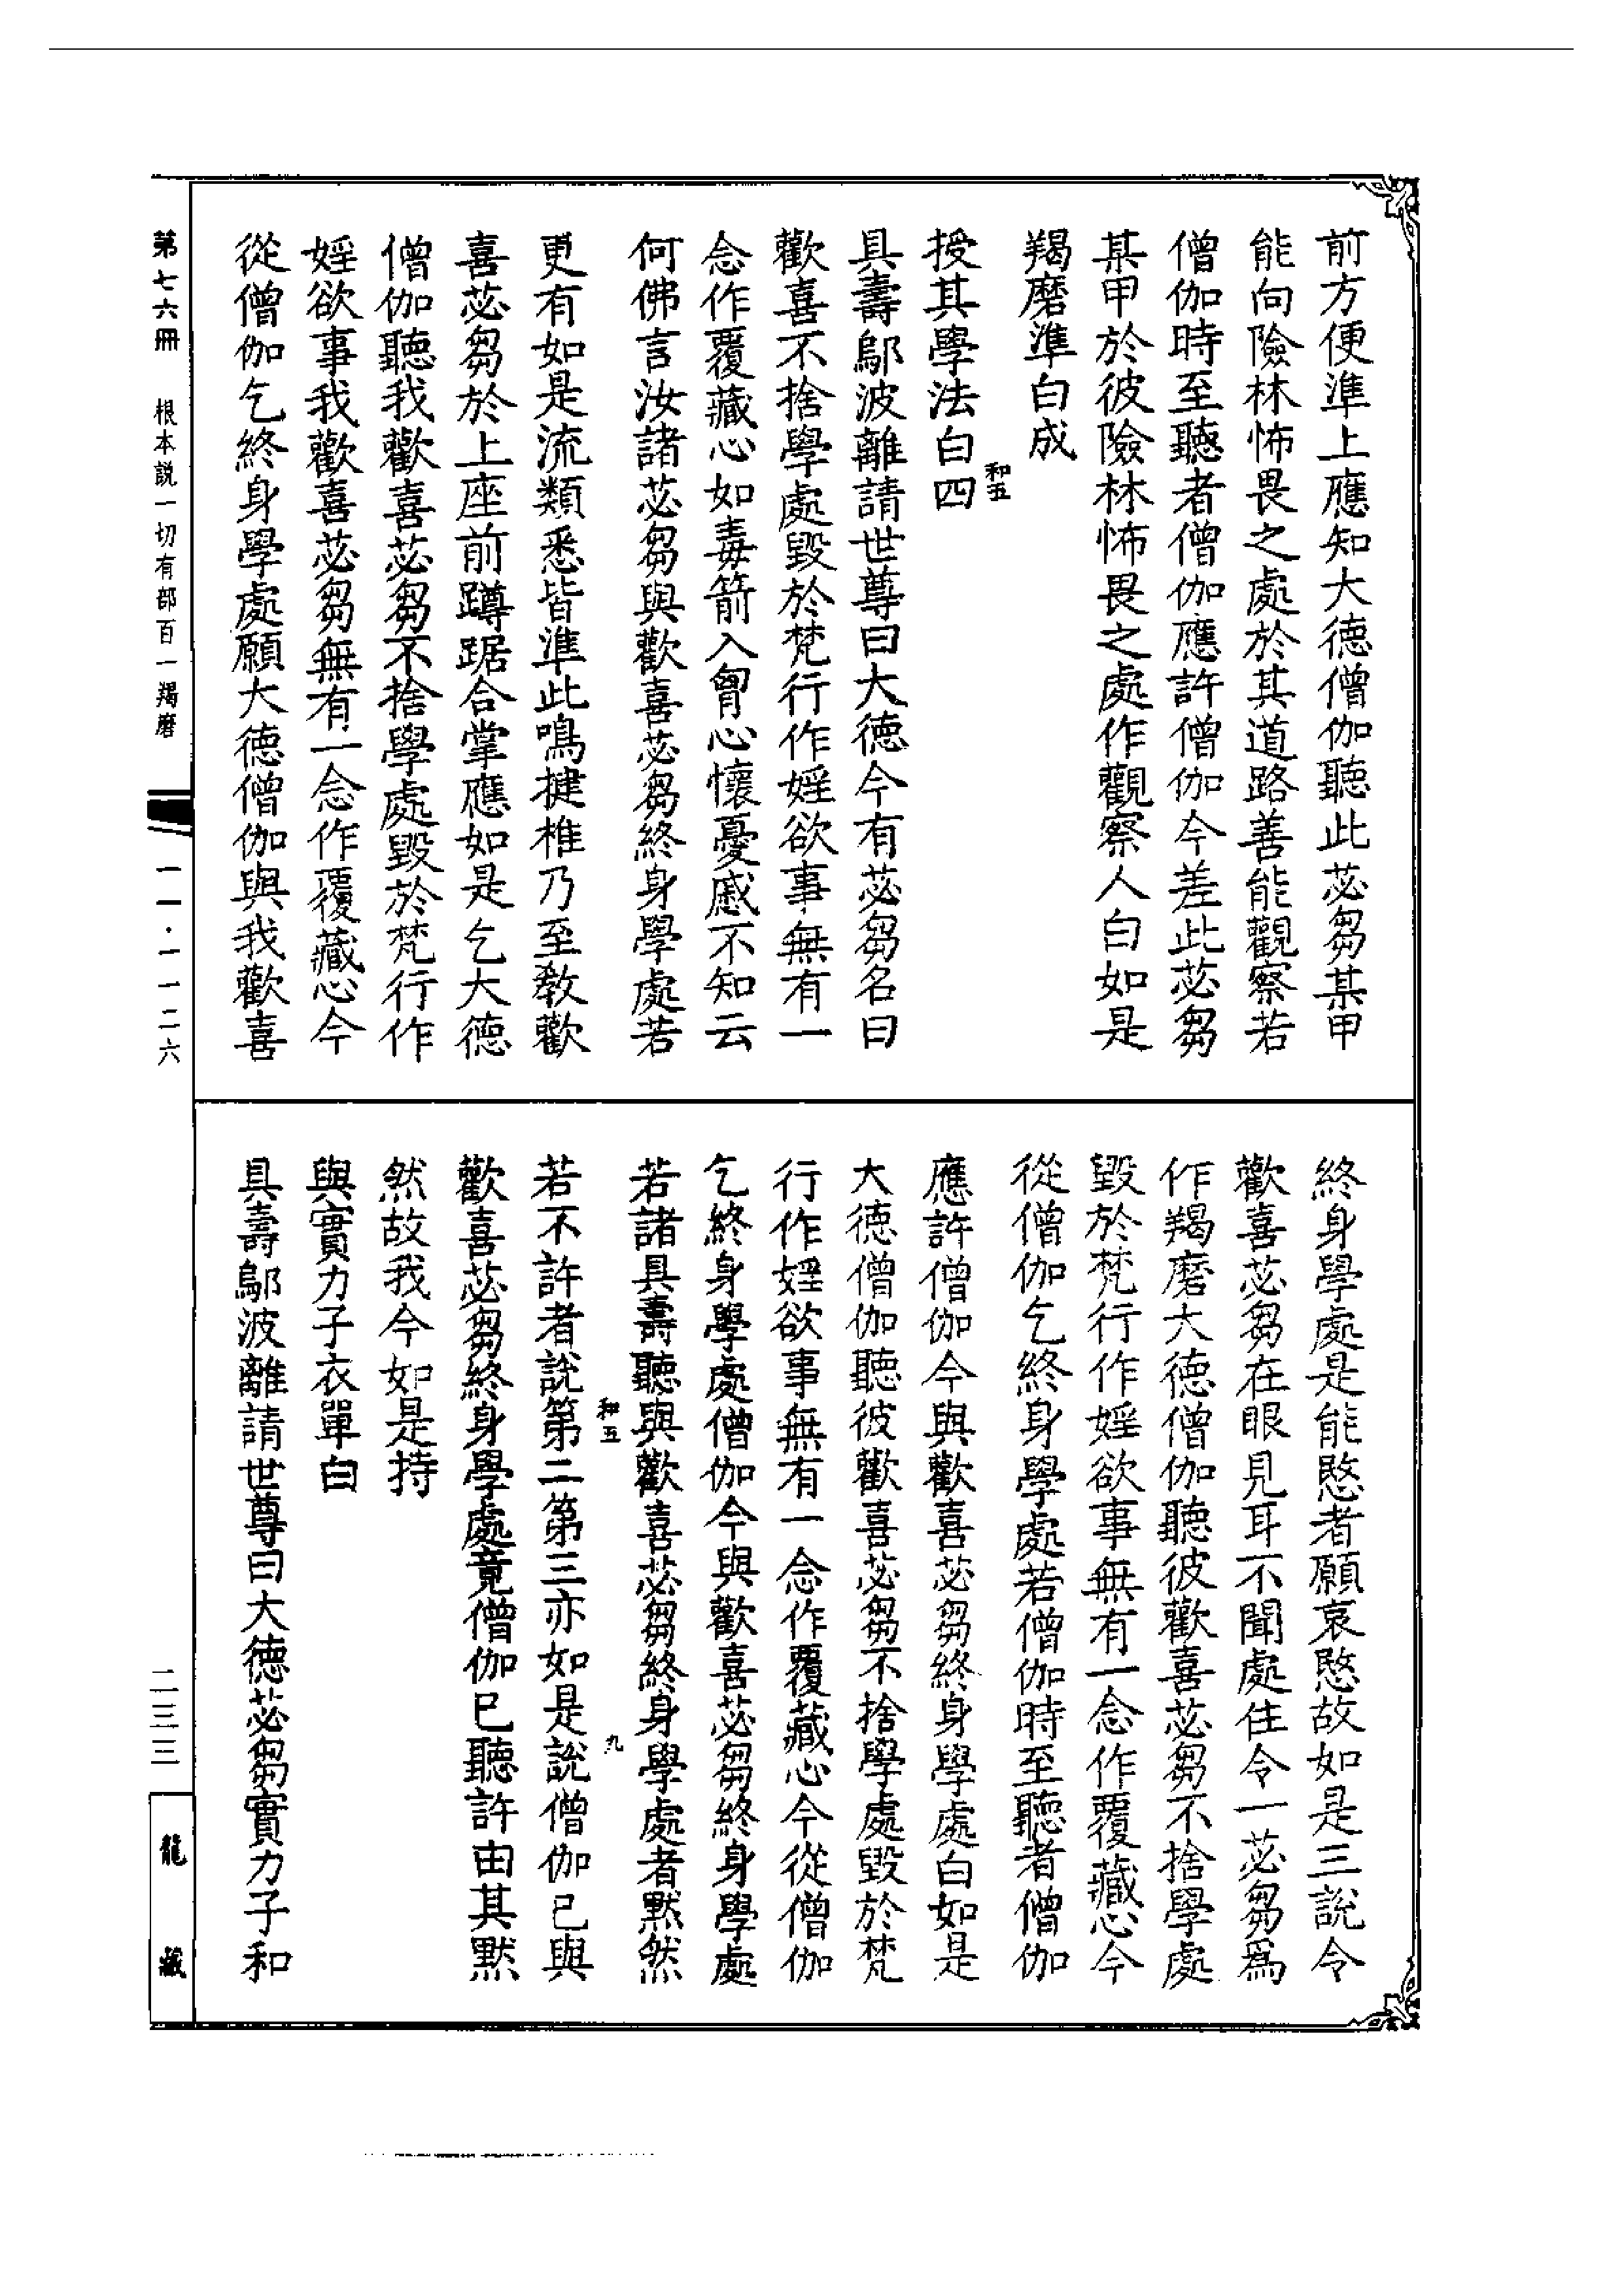 前方便準上應知大德僧伽聽此苾芻某甲
能向險林怖畏之處於其道路善能觀察若
僧伽時至聽者僧伽應許僧伽今差此苾芻
某甲於彼險林怖畏之處作觀察人白如是
羯磨準白成
和五
授其學法白四
具壽鄔波離請世尊曰大德今有苾芻名曰
歡喜不捨學處毀於梵行作婬欲事無有一
念作覆藏心如毒箭入胷心懷憂慼不知云
何佛言汝諸苾芻與歡喜苾芻終身學處若
更有如是流類悉皆準此鳴揵椎乃至教歡
喜苾芻於上座前蹲踞合掌應如是乞大德
僧伽聽我歡喜苾芻不捨學處毀於梵行作
婬欲事我歡喜苾芻無有一念作覆藏心今
從僧伽乞終身學處願大德僧伽與我歡喜
終身學處是能愍者願哀愍故如是三說令
歡喜苾芻在眼見耳不聞處住令一苾芻爲
作羯磨大德僧伽聽彼歡喜苾芻不捨學處
毀於梵行作婬欲事無有一念作覆藏心今
從僧伽乞終身學處若僧伽時至聽者僧伽
應許僧伽今與歡喜苾芻終身學處白如是
大德僧伽聽彼歡喜苾芻不捨學處毀於梵
行作婬欲事無有一念作覆藏心今從僧伽
乞終身學處僧伽今與歡喜苾芻終身學處
若諸具壽聽與歡喜苾芻終身學處者默然
和五 九
若不許者說第二第三亦如是說僧伽已與
歡喜苾芻終身學處竟僧伽已聽許由其默
然故我今如是持
與實力子衣單白
具壽鄔波離請世尊曰大德苾芻實力子和
第七六冊 根本説一切有部百一羯磨 一一·一一二六
二三三
龍藏